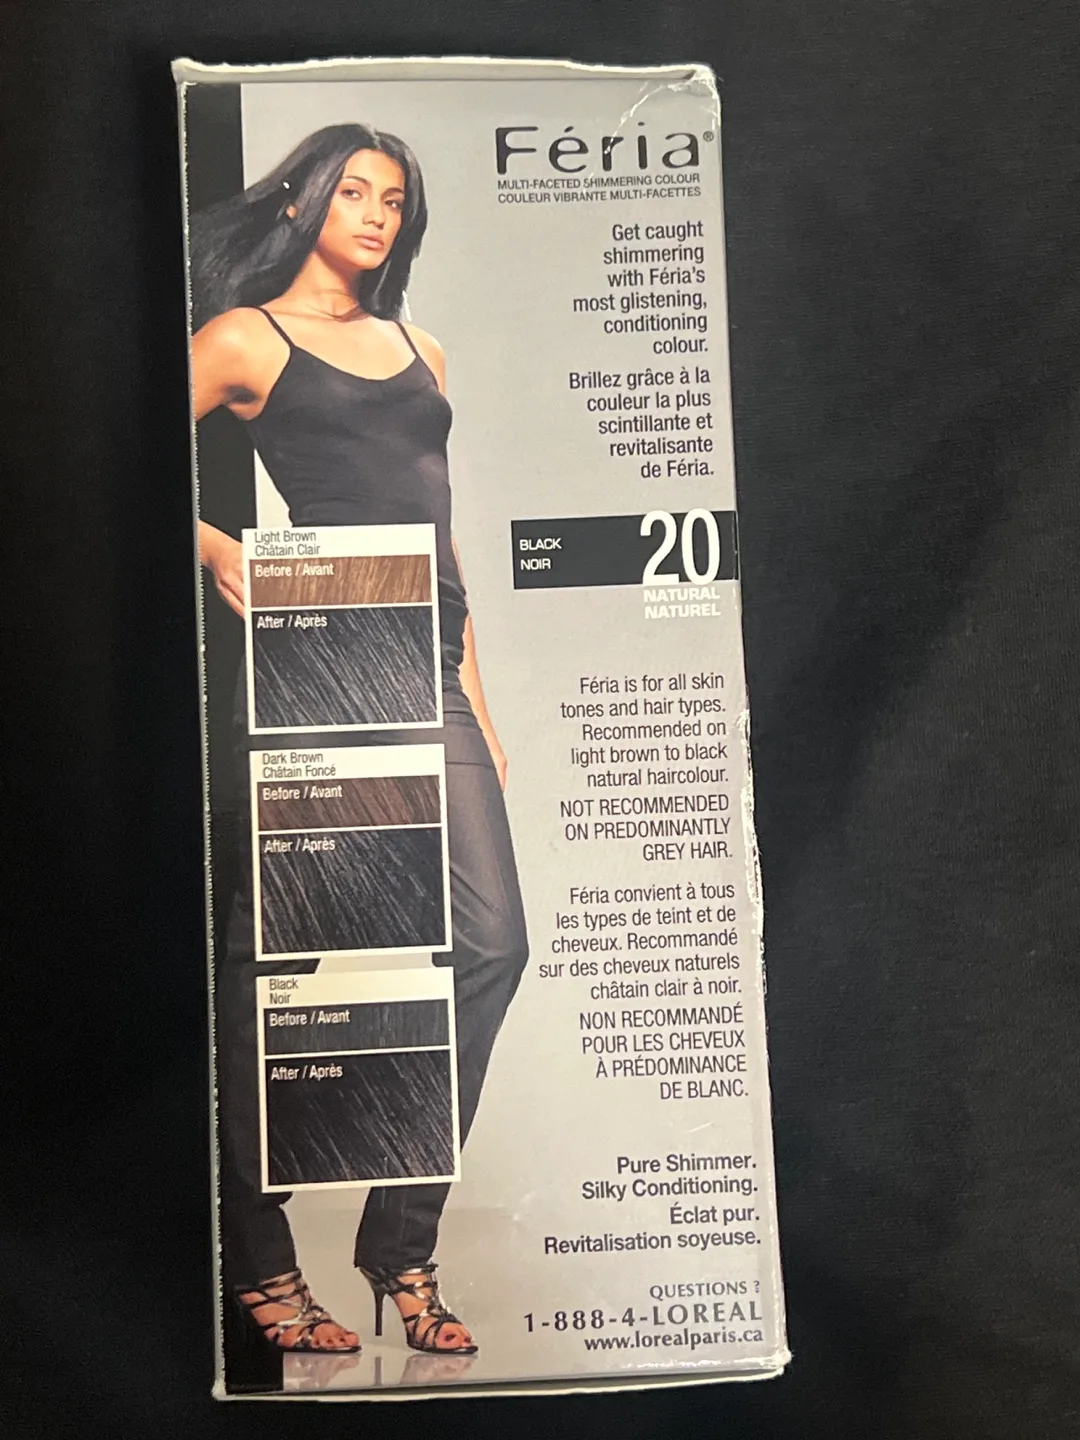 Féria®
MULTI-FACETED SHIMMERING COLOUR
COULEUR VIBRANTE MULTI-FACETTES
Get caught
shimmering
with Féria's
most glistening,
conditioning
colour.
Brillez grâce à la
couleur la plus
scintillante et
revitalisante
de Féria.
BLACK
NOIR
20
NATURAL
NATUREL
Light Brown
Châtain Clair
Before / Avant
After / Après
Dark Brown
Châtain Foncé
Before / Avant
After / Après
Black
Noir
Before / Avant
After / Après
Féria is for all skin
tones and hair types.
Recommended on
light brown to black
natural haircolour.
NOT RECOMMENDED
ON PREDOMINANTLY
GREY HAIR.
Féria convient à tous
les types de teint et de
cheveux. Recommandé
sur des cheveux naturels
châtain clair à noir.
NON RECOMMANDÉ
POUR LES CHEVEUX
À PRÉDOMINANCE
DE BLANC.
Pure Shimmer.
Silky Conditioning.
Éclat pur.
Revitalisation soyeuse.
QUESTIONS ?
1-888-4-LOREAL
www.lorealparis.ca